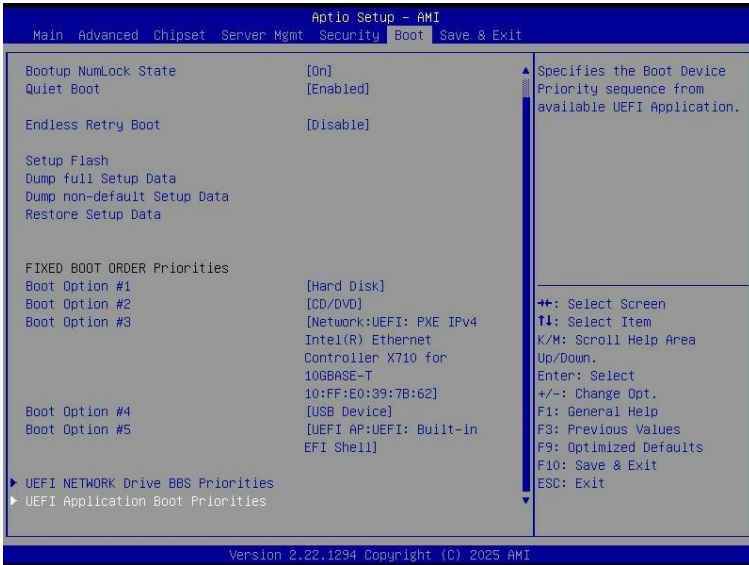 Aptio Setup - AMI
Main Advanced Chipset Server Mgmt Security Boot Save & Exit
Bootup NumLock State [On]
Quiet Boot [Enabled]
Endless Retry Boot [Disable]
Setup Flash
Dump full Setup Data
Dump non-default Setup Data
Restore Setup Data
FIXED BOOT ORDER Priorities
Boot Option #1 [Hard Disk]
Boot Option #2 [CD/DVD]
Boot Option #3 [Network:UEFI: PXE IPv4
Intel(R) Ethernet
Controller X710 for
10GBASE-T
10:FF:E0:39:7B:62]
Boot Option #4 [USB Device]
Boot Option #5 [UEFI AP:UEFI: Built-in
EFI Shell]
UEFI NETWORK Drive BBS Priorities
UEFI Application Boot Priorities
Specifies the Boot Device
Priority sequence from
available UEFI Application.
→←: Select Screen
↑↓: Select Item
K/M: Scroll Help Area
Up/Down.
Enter: Select
+/-: Change Opt.
F1: General Help
F3: Previous Values
F9: Optimized Defaults
F10: Save & Exit
ESC: Exit
Version 2.22.1294 Copyright (C) 2025 AMI